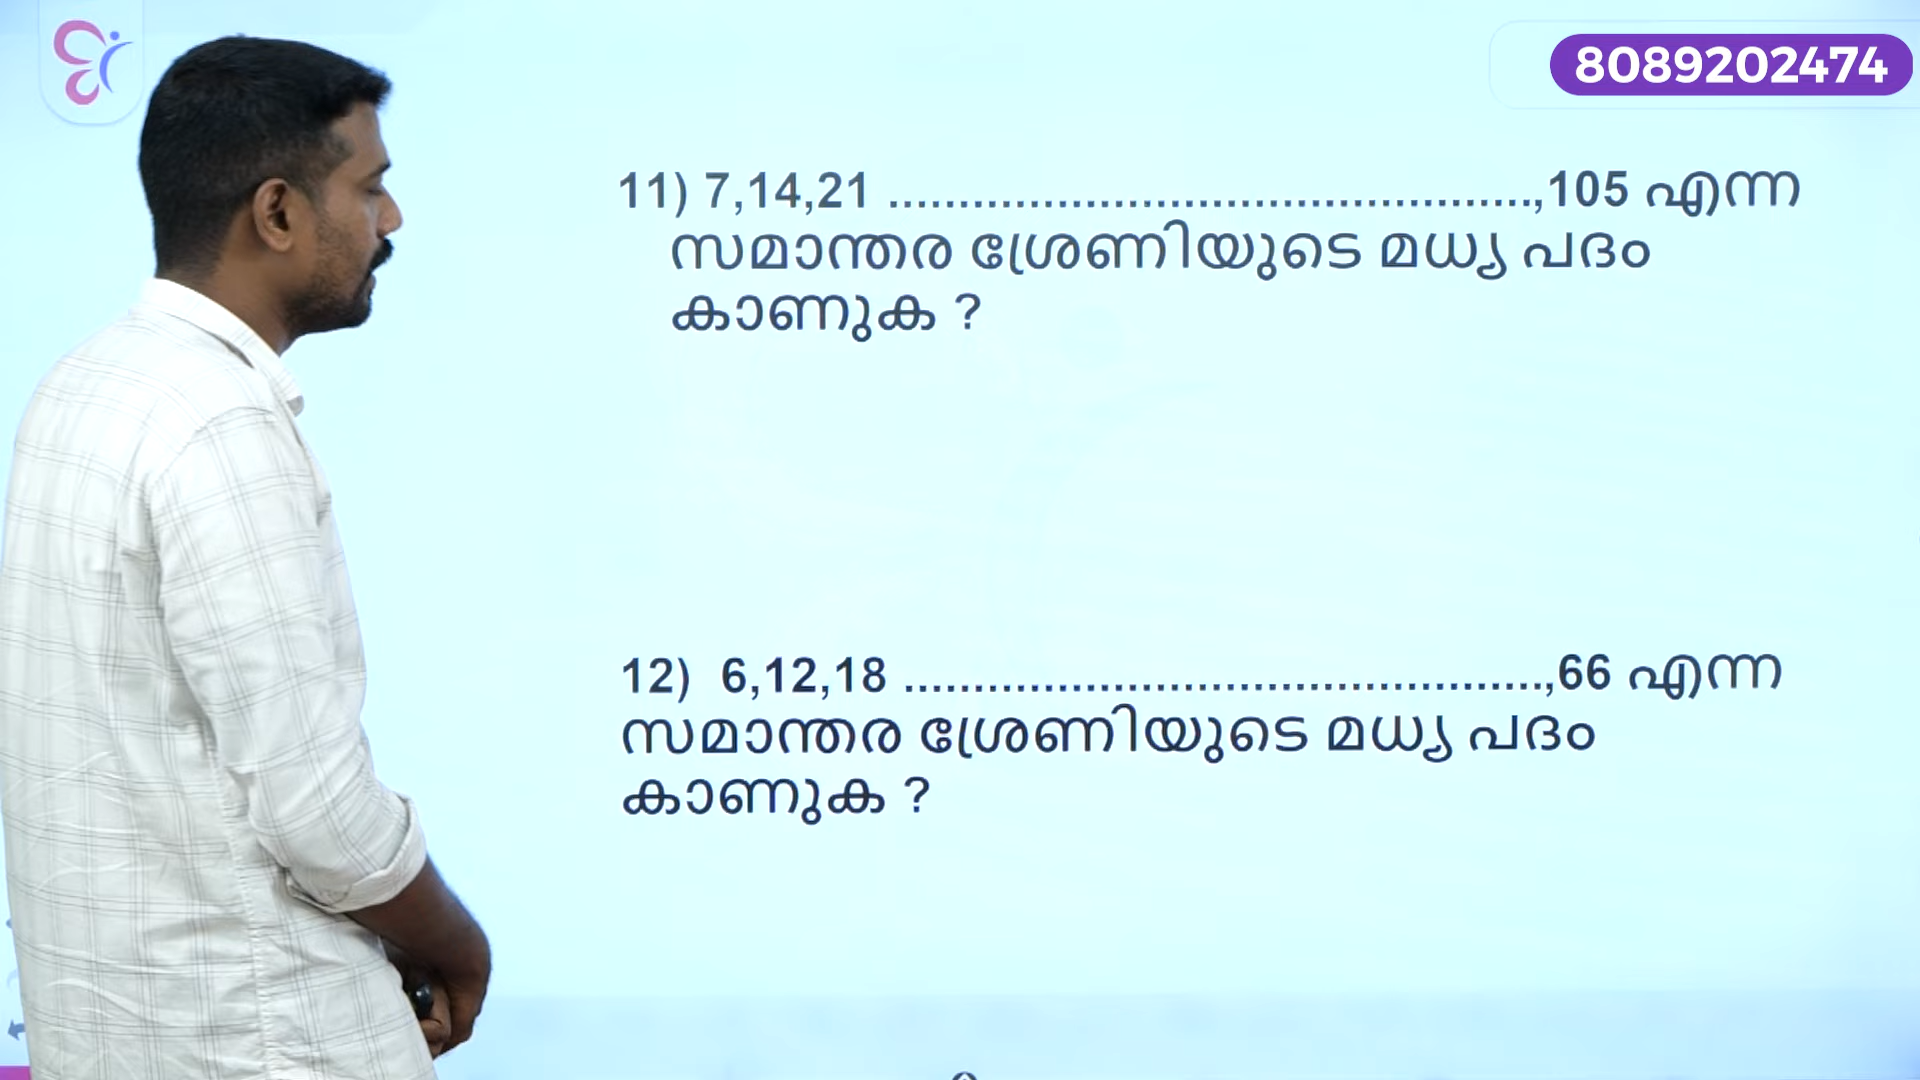 8089202474
11) 7,14,21 ..............................................,105 എന്ന
സമാന്തര ശ്രേണിയുടെ മധ്യ പദം
കാണുക ?
12) 6,12,18 ..............................................,66 എന്ന
സമാന്തര ശ്രേണിയുടെ മധ്യ പദം
കാണുക ?